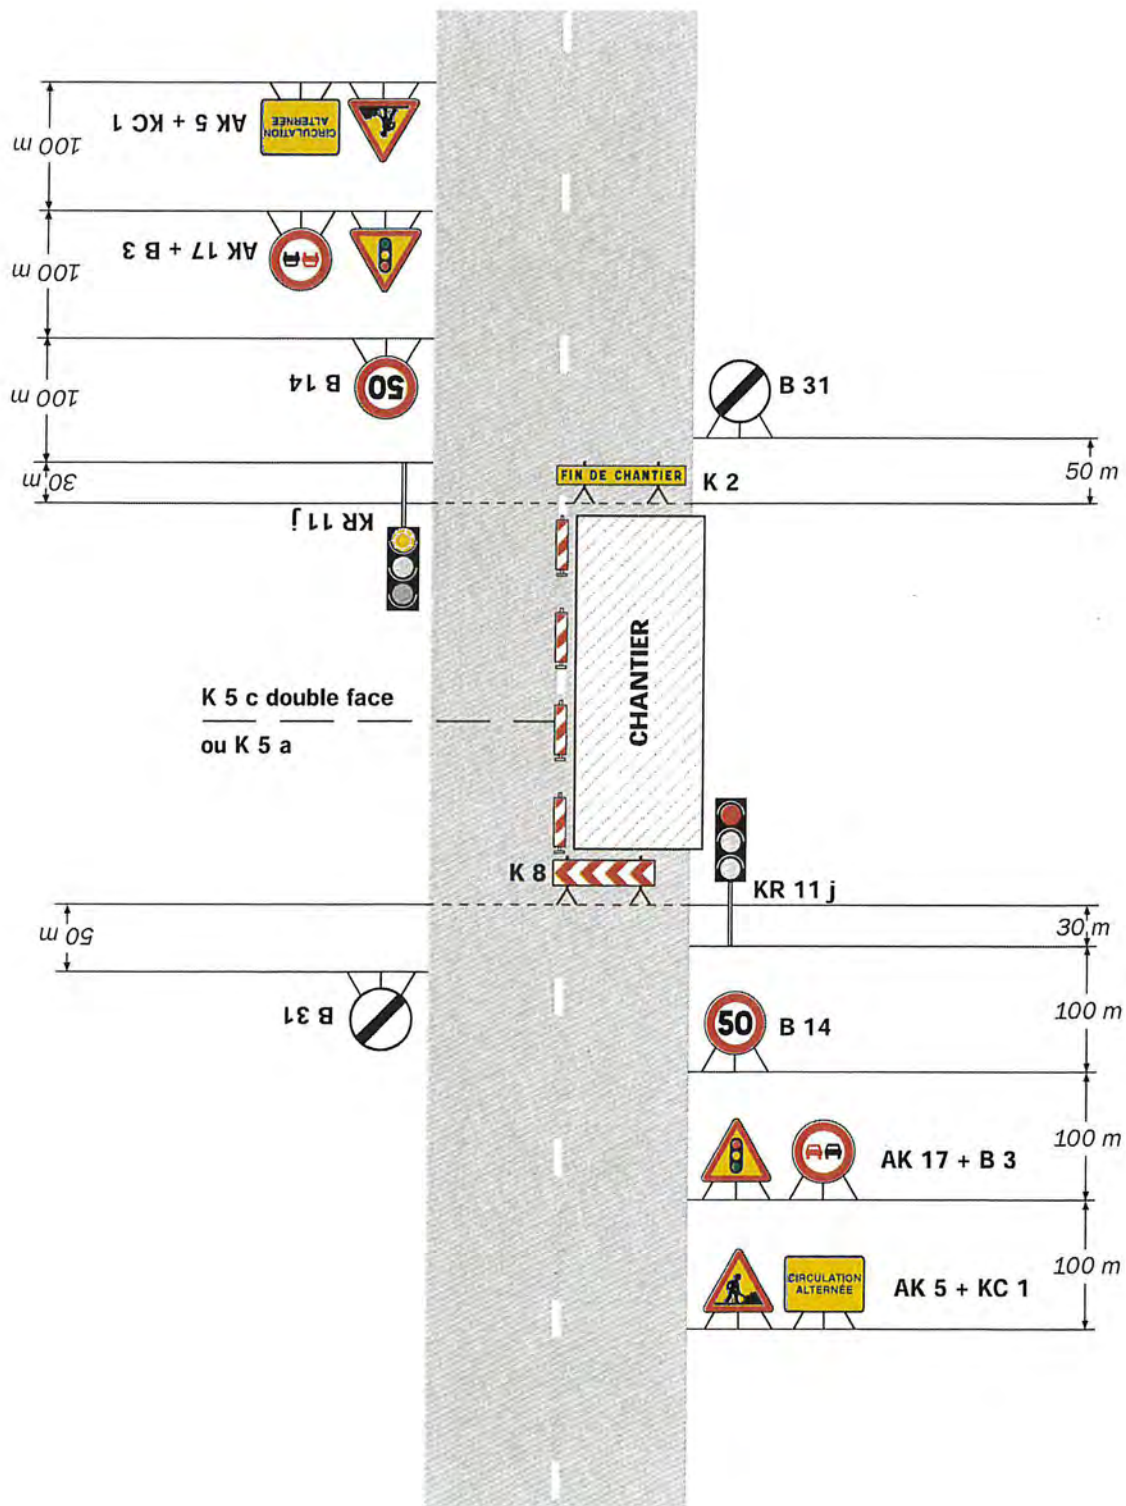 AK 5 + KC 1
CIRCULATION
ALTERNÉE
100 m
AK 17 + B 3
100 m
B 14
50
100 m
B 31
30 m
FIN DE CHANTIER
K 2
50 m
KR 11 j
CHANTIER
K 5 c double face
ou K 5 a
K 8
KR 11 j
50 m
30 m
B 31
50
B 14
100 m
AK 17 + B 3
100 m
CIRCULATION
ALTERNÉE
AK 5 + KC 1
100 m